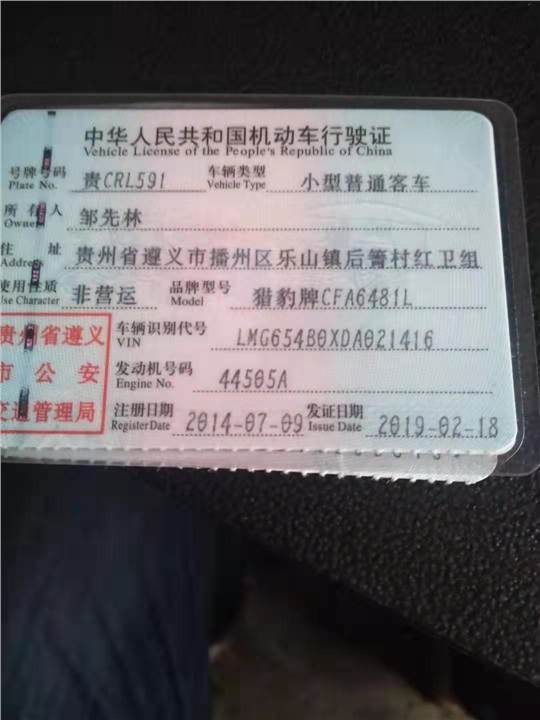 中华人民共和国机动车行驶证
Vehicle License of the People's Republic of China
号牌号码 贵CRL591 车辆类型 小型普通客车
Plate No. Vehicle Type
所有人 邹先林
Owner
住址 贵州省遵义市播州区乐山镇后箐村红卫组
Address
使用性质 非营运 品牌型号 猎豹牌CFA6481L
Use Character Model
贵州省遵义
市公安
交通管理局
车辆识别代号 LMG654B0XDA021416
VIN
发动机号码 44505A
Engine No.
注册日期 2014-07-09 发证日期 2019-02-18
Register Date Issue Date